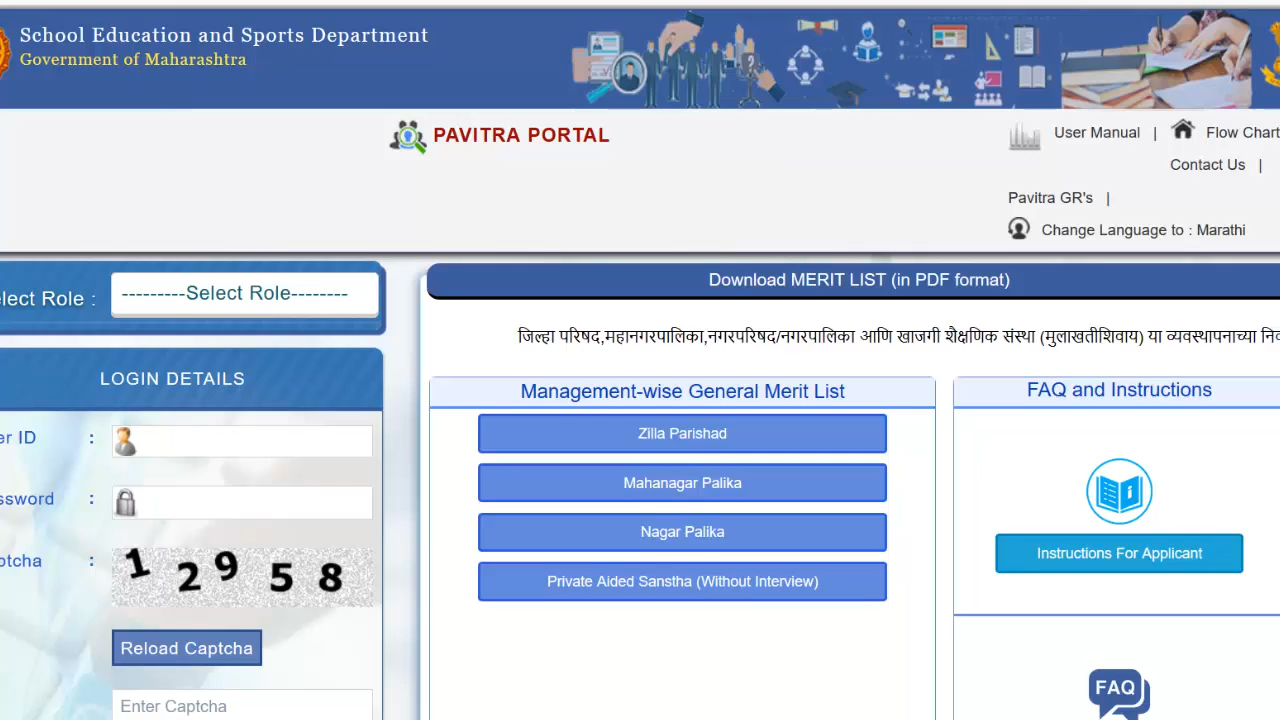 School Education and Sports Department
Government of Maharashtra
PAVITRA PORTAL
User Manual |
Flow Chart
Contact Us |
Pavitra GR's |
Change Language to : Marathi
Role :
---------Select Role--------
Download MERIT LIST (in PDF format)
जिल्हा परिषद,महानगरपालिका,नगरपरिषद/नगरपालिका आणि खाजगी शैक्षणिक संस्था (मुलाखतीशिवाय) या व्यवस्थापनाच्या
LOGIN DETAILS
ID :
:
:
1 2 9 5 8
Reload Captcha
Enter Captcha
Management-wise General Merit List
Zilla Parishad
Mahanagar Palika
Nagar Palika
Private Aided Sanstha (Without Interview)
FAQ and Instructions
Instructions For Applicant
FAQ